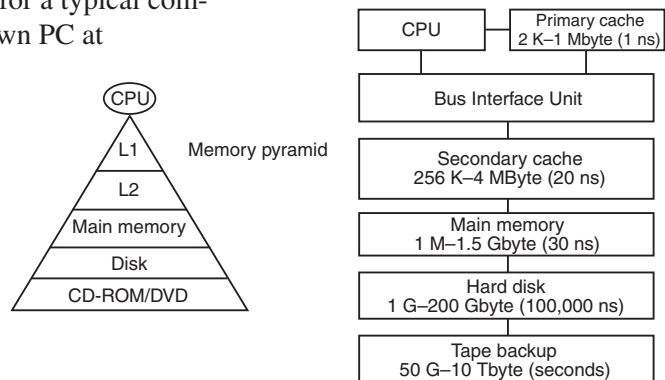 for a typical com-
wn PC at
CPU
L1
L2
Main memory
Disk
CD-ROM/DVD
Memory pyramid
CPU
Primary cache
2 K–1 Mbyte (1 ns)
Bus Interface Unit
Secondary cache
256 K–4 MByte (20 ns)
Main memory
1 M–1.5 Gbyte (30 ns)
Hard disk
1 G–200 Gbyte (100,000 ns)
Tape backup
50 G–10 Tbyte (seconds)